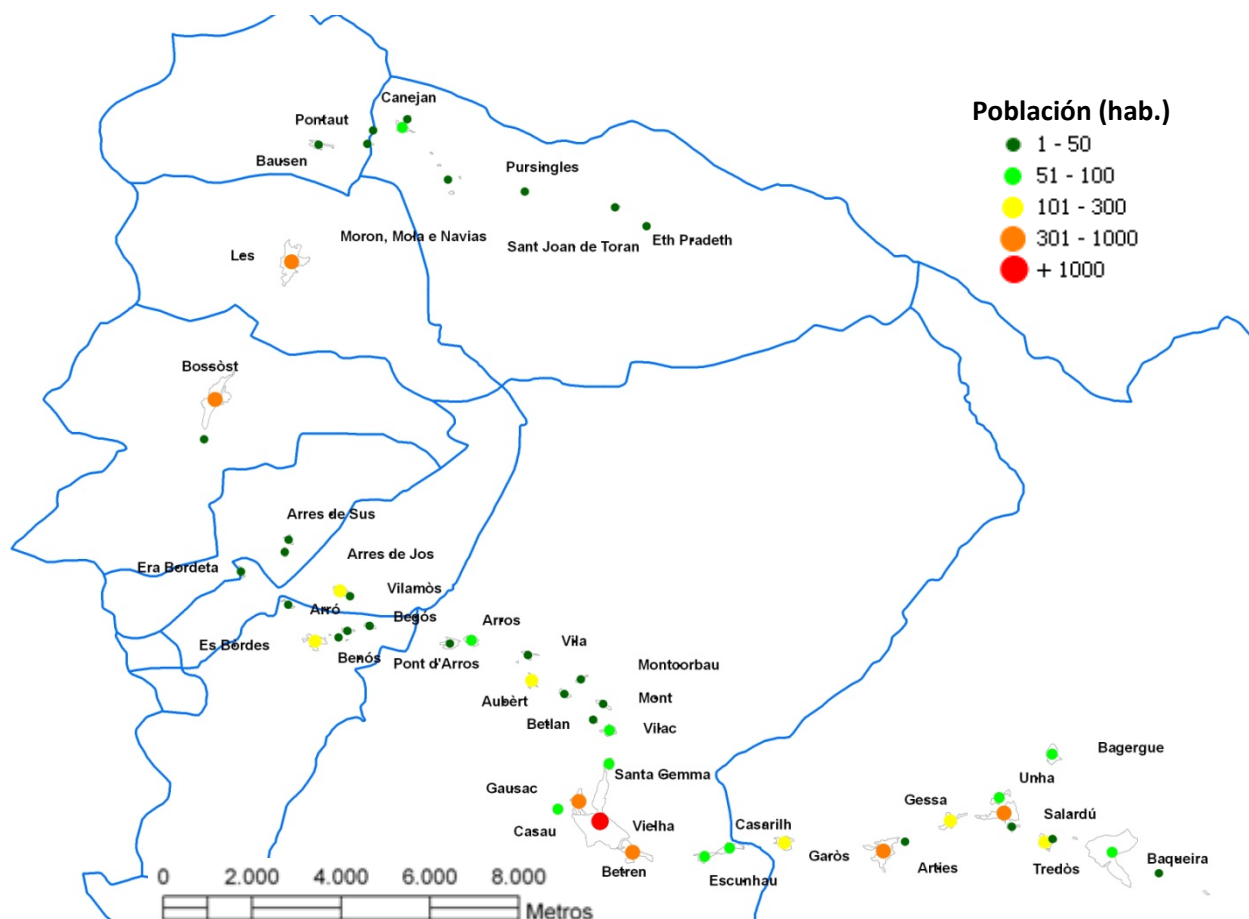 Canejan
Pontaut
Población (hab.)
1 - 50
51 - 100
101 - 300
301 - 1000
+ 1000
Bausen
Pursingles
Moron, Mola e Navias
Sant Joan de Toran
Eth Pradeth
Les
Bossòst
Arres de Sus
Arres de Jos
Era Bordeta
Vilamòs
Arró
Begós
Arros
Es Bordes
Benós
Pont d'Arros
Vila
Montcorbau
Aubèrt
Mont
Betlan
Vilac
Santa Gemma
Bagergue
Unha
Gausac
Gessa
Salardú
Casau
Vielha
Casarilh
Garòs
Arties
Tredòs
Baqueira
Betren
Escunhau
0 2.000 4.000 6.000 8.000
Metros